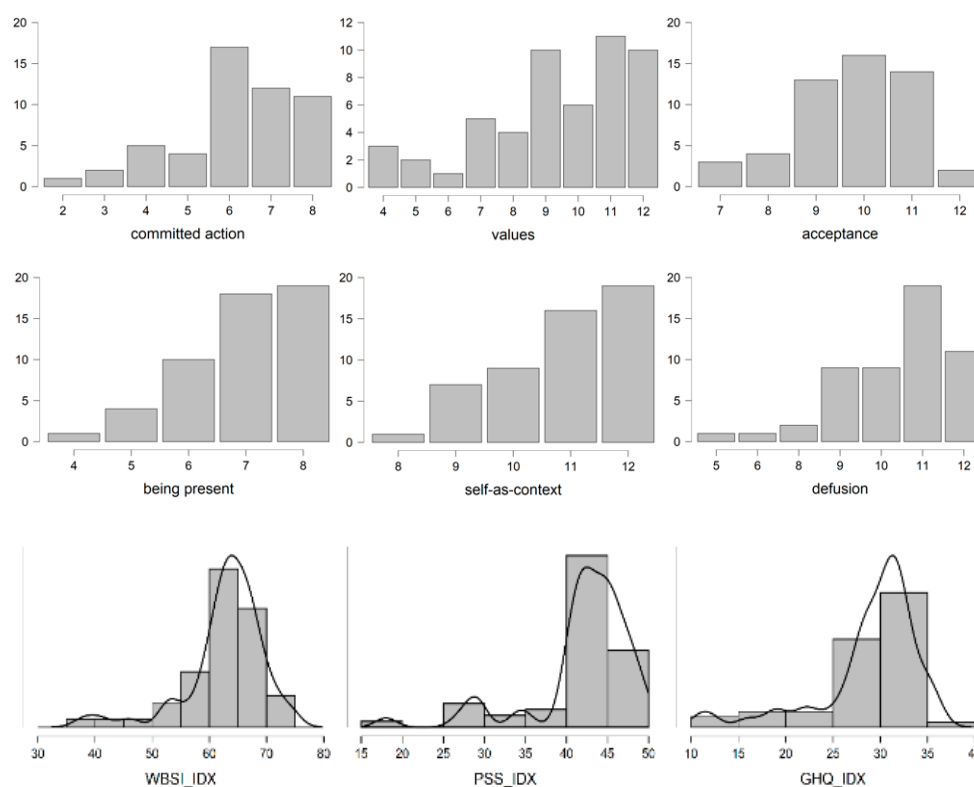 20
15
10
5
0
2 3 4 5 6 7 8
committed action
12
10
8
6
4
2
0
4 5 6 7 8 9 10 11 12
values
20
15
10
5
0
7 8 9 10 11 12
acceptance
20
15
10
5
0
4 5 6 7 8
being present
20
15
10
5
0
8 9 10 11 12
self-as-context
20
15
10
5
0
5 6 8 9 10 11 12
defusion
30 40 50 60 70 80
WBSI_IDX
15 20 25 30 35 40 45 50
PSS_IDX
10 15 20 25 30 35
GHQ_IDX